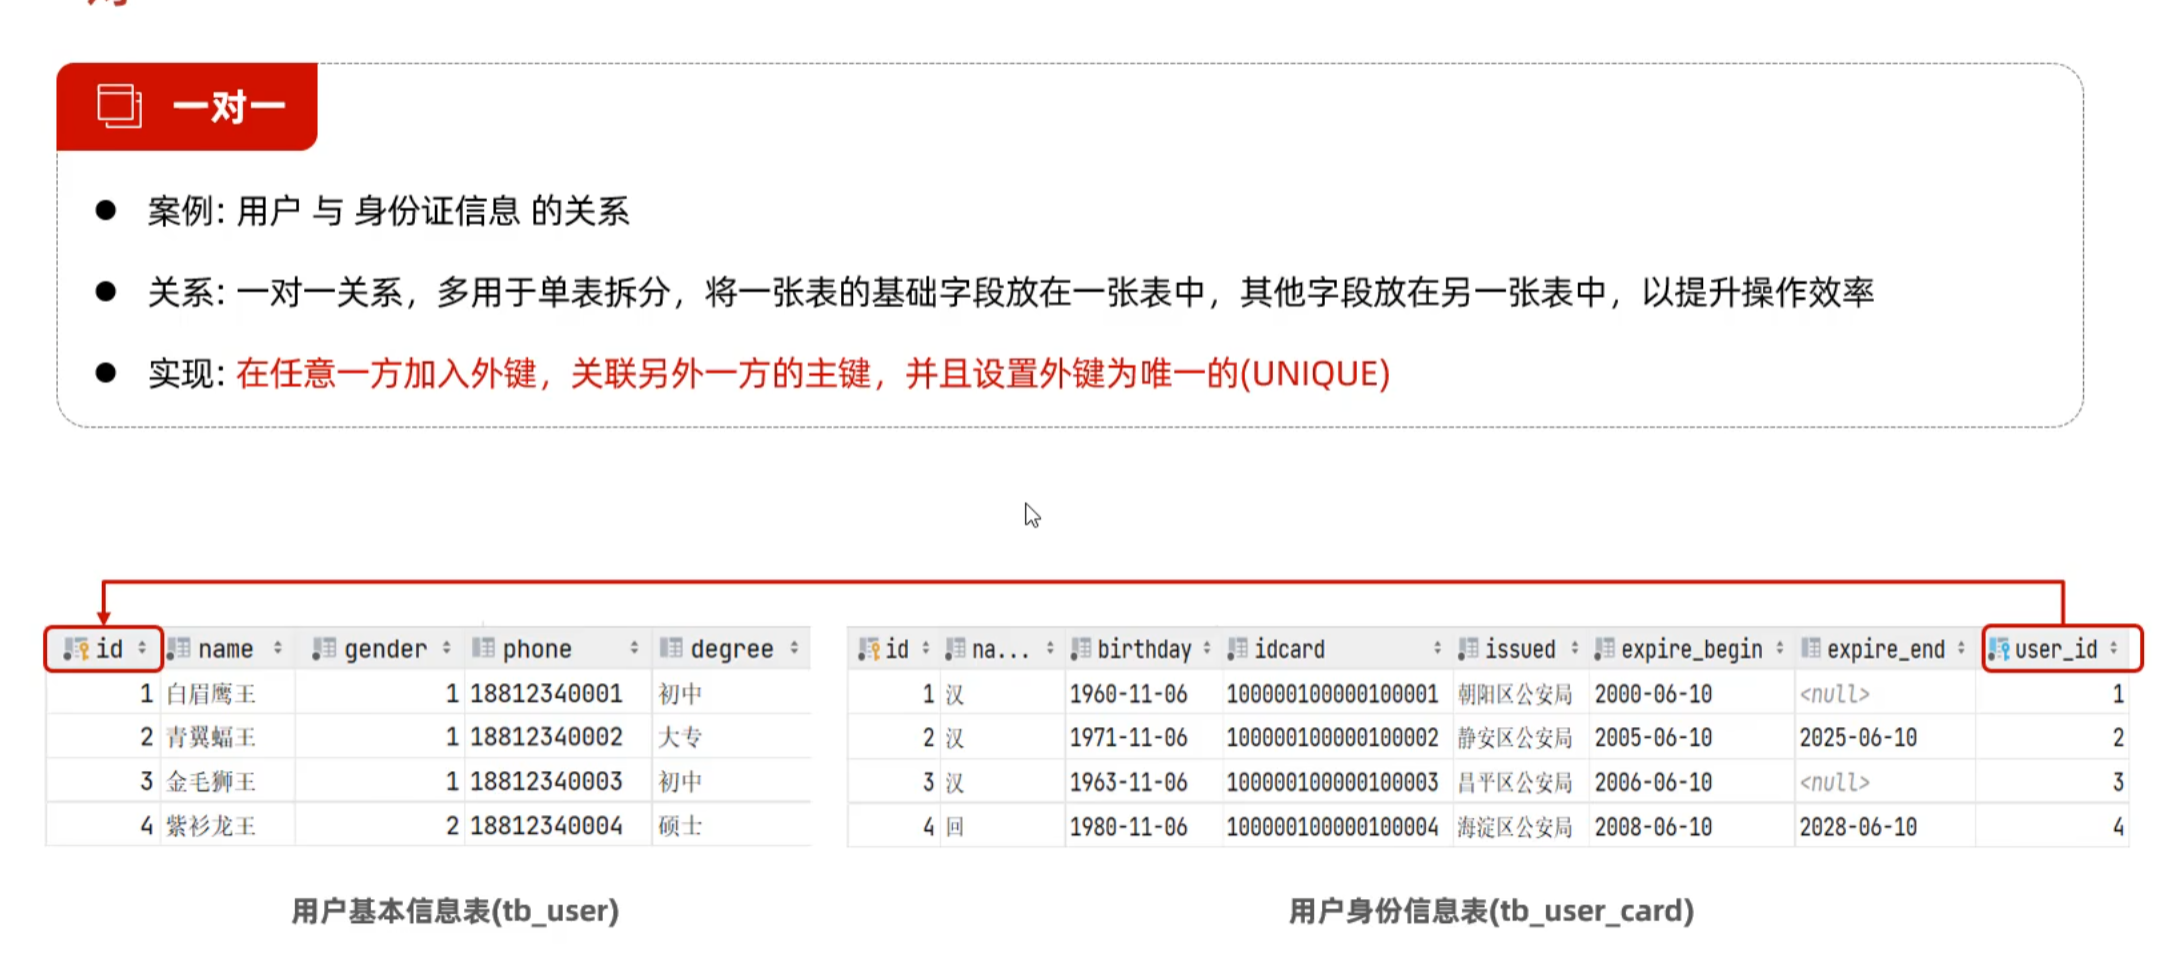 一对一
案例: 用户 与 身份证信息 的关系
关系: 一对一关系，多用于单表拆分，将一张表的基础字段放在一张表中，其他字段放在另一张表中，以提升操作效率
实现: 在任意一方加入外键，关联另外一方的主键，并且设置外键为唯一的(UNIQUE)
id name gender phone degree
1 白眉鹰王 1 18812340001 初中
2 青翼蝠王 1 18812340002 大专
3 金毛狮王 1 18812340003 初中
4 紫衫龙王 2 18812340004 硕士
用户基本信息表(tb_user)
id na... birthday idcard issued expire_begin expire_end user_id
1 汉 1960-11-06 100000100000100001 朝阳区公安局 2000-06-10 <null> 1
2 汉 1971-11-06 100000100000100002 静安区公安局 2005-06-10 2025-06-10 2
3 汉 1963-11-06 100000100000100003 昌平区公安局 2006-06-10 <null> 3
4 回 1980-11-06 100000100000100004 海淀区公安局 2008-06-10 2028-06-10 4
用户身份信息表(tb_user_card)